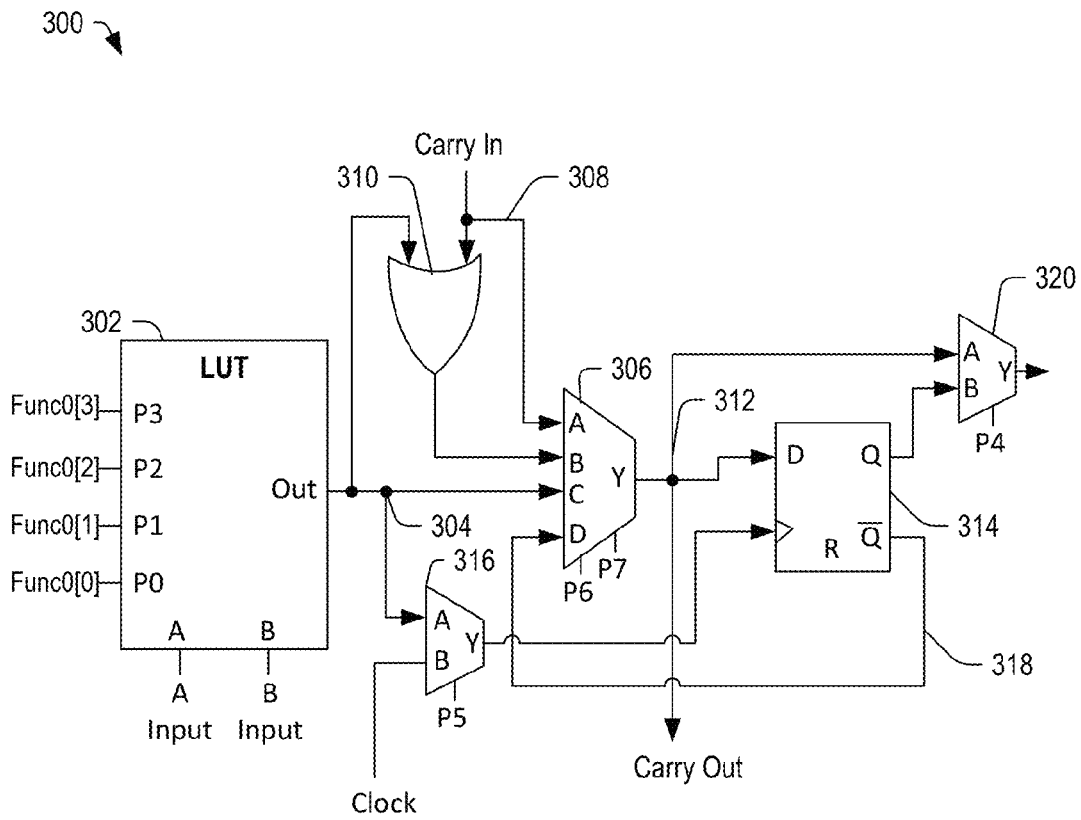 300
Carry In
310
308
320
302
LUT
306
A
Y
B
P4
312
Func0[3]
P3
A
D
Q
Func0[2]
P2
B
Y
Out
C
314
Func0[1]
P1
304
D
R
Q̅
Func0[0]
P0
316
P6
P7
A
Y
B
318
A
B
P5
A
B
Input
Input
Carry Out
Clock